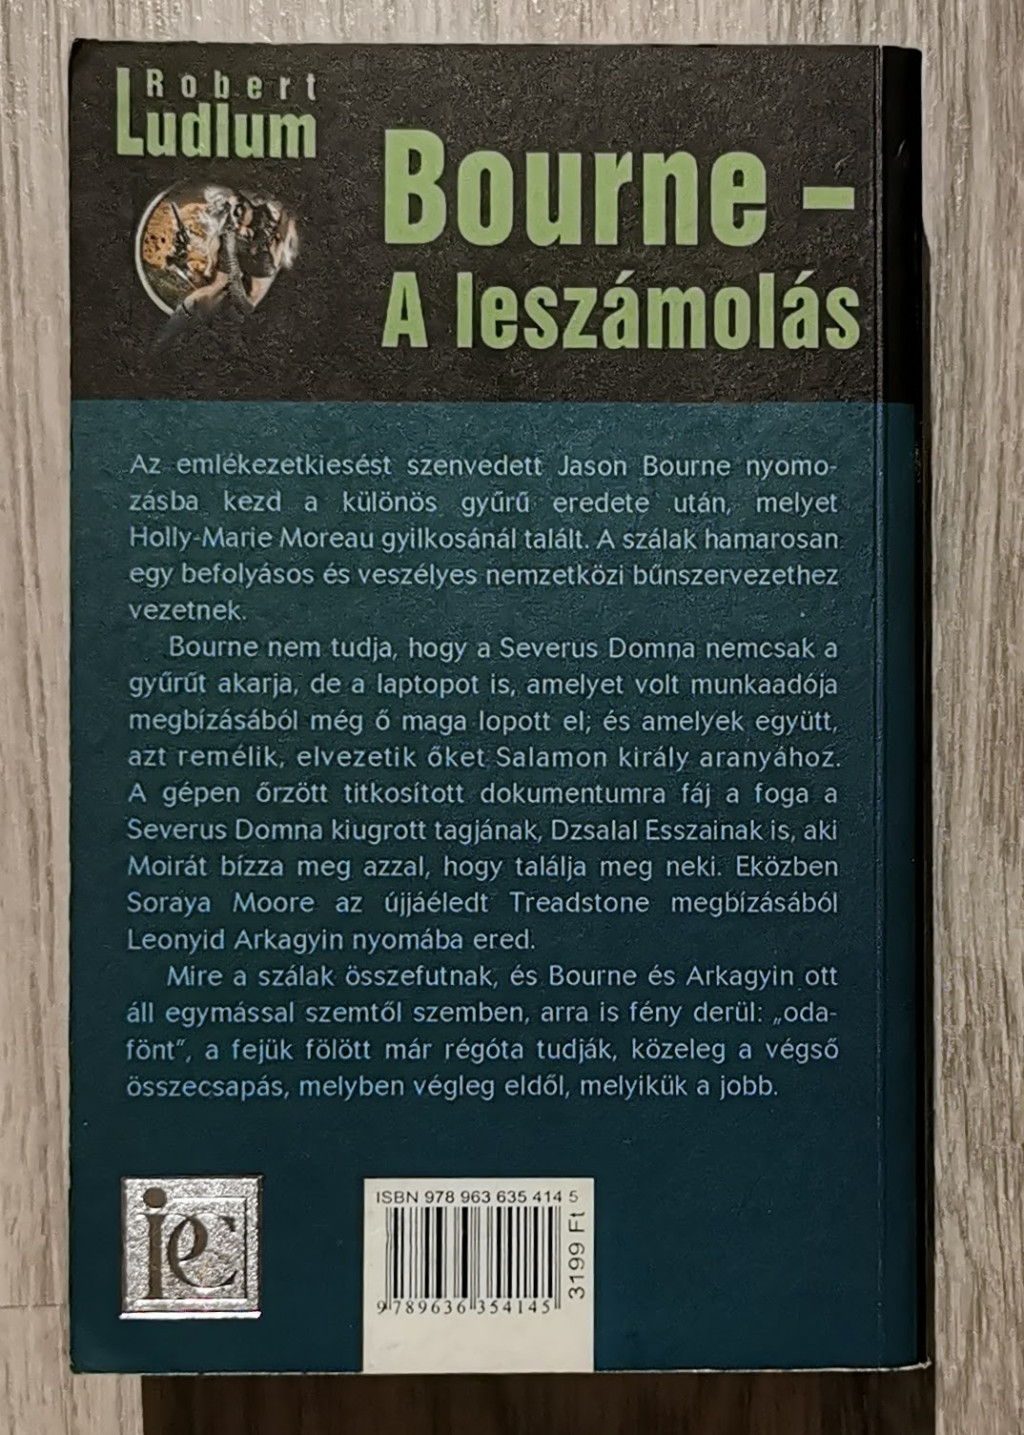 Robert
Ludlum
Bourne –
A leszámolás
Az emlékezetkiesést szenvedett Jason Bourne nyomo-
zásba kezd a különös gyűrű eredete után, melyet
Holly-Marie Moreau gyilkosánál talált. A szálak hamarosan
egy befolyásos és veszélyes nemzetközi bűnszervezethez
vezetnek.
Bourne nem tudja, hogy a Severus Domna nemcsak a
gyűrűt akarja, de a laptopot is, amelyet volt munkaadója
megbízásából még ő maga lopott el; és amelyek együtt,
azt remélik, elvezetik őket Salamon király aranyához.
A gépen őrzött titkosított dokumentumra fáj a foga a
Severus Domna kiugrott tagjának, Dzsalal Esszainak is, aki
Moirát bízza meg azzal, hogy találja meg neki. Eközben
Soraya Moore az újjáéledt Treadstone megbízásából
Leonyid Arkagyin nyomába ered.
Mire a szálak összefutnak, és Bourne és Arkagyin ott
áll egymással szemtől szemben, arra is fény derül: „oda-
fönt”, a fejük fölött már régóta tudják, közeleg a végső
összecsapás, melyben végleg eldől, melyikük a jobb.
ipc
ISBN 978 963 635 414 5
9 789636 354145
3199 Ft